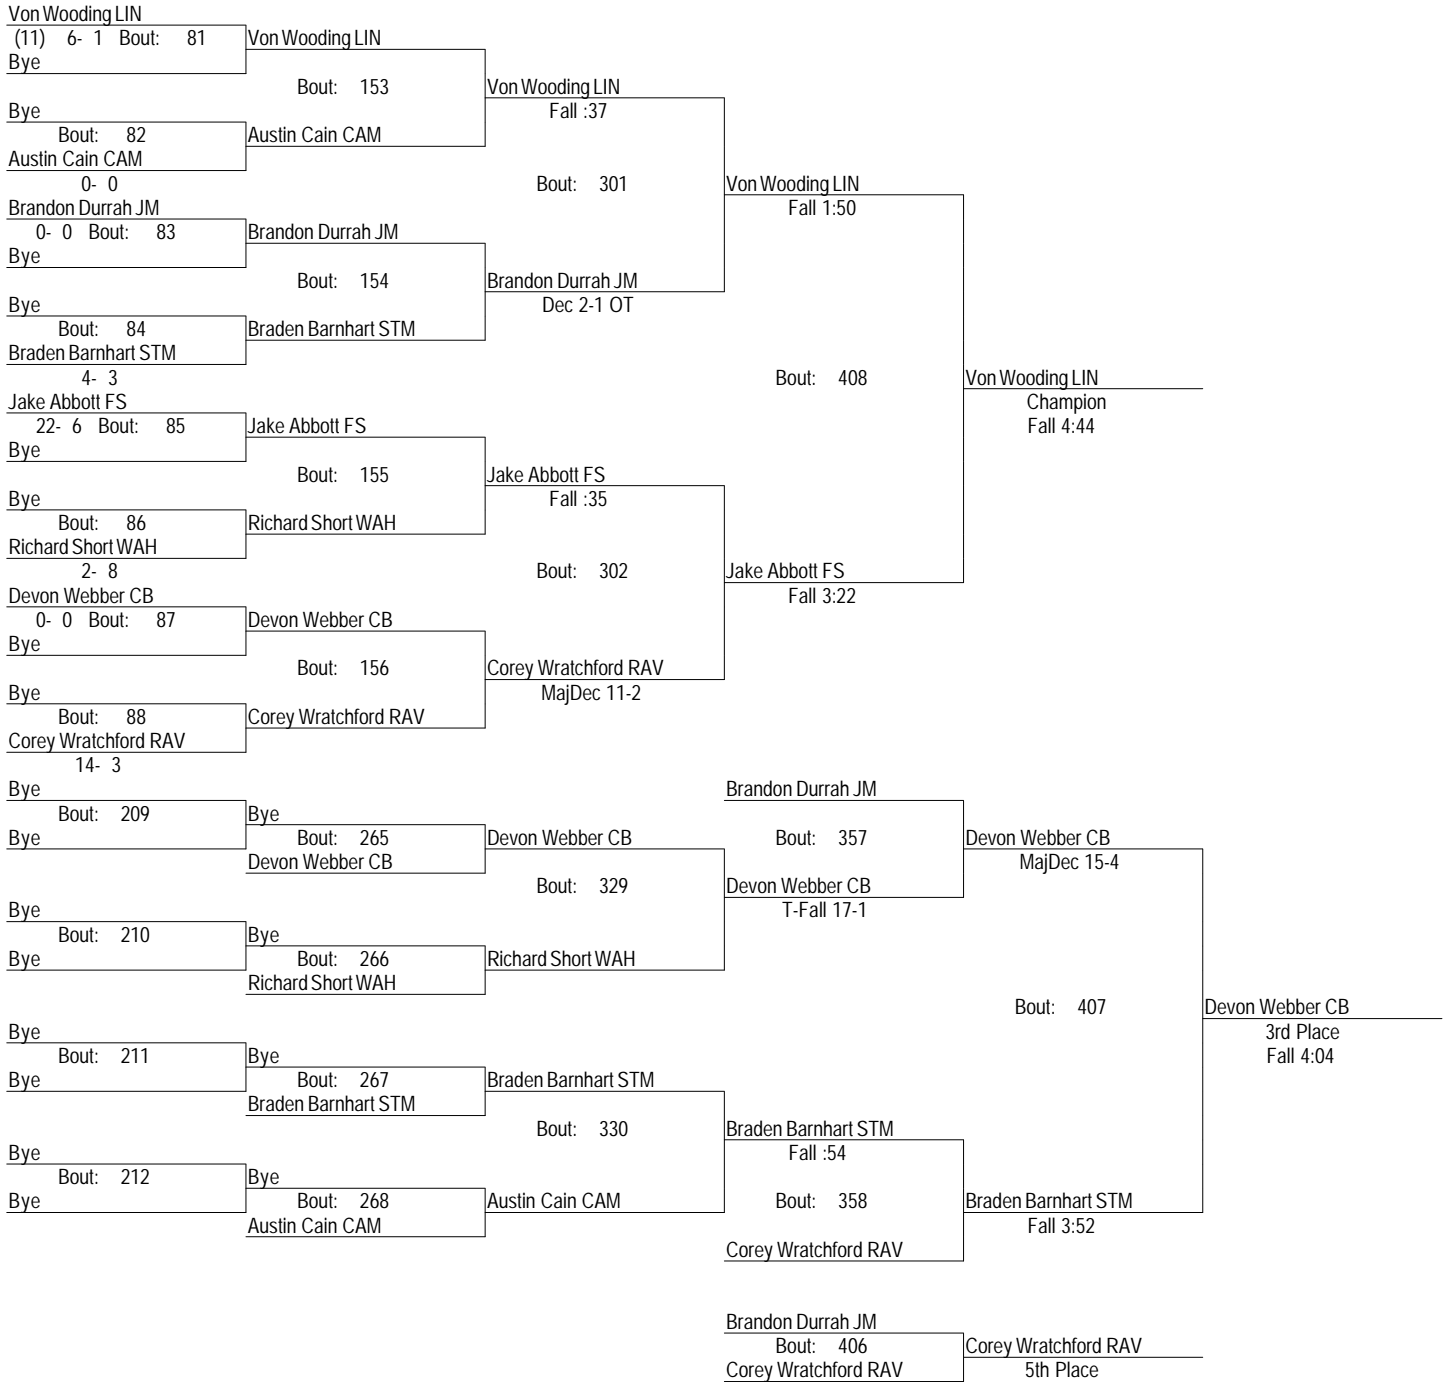 Von Wooding LIN
(11) 6- 1 Bout: 81 Von Wooding LIN
Bye
Bout: 153 Von Wooding LIN
Bye Fall :37
Bout: 82 Austin Cain CAM
Austin Cain CAM
0- 0 Bout: 301 Von Wooding LIN
Brandon Durrah JM Fall 1:50
0- 0 Bout: 83 Brandon Durrah JM
Bye
Bout: 154 Brandon Durrah JM
Bye Dec 2-1 OT
Bout: 84 Braden Barnhart STM
Braden Barnhart STM
4- 3 Bout: 408 Von Wooding LIN
Jake Abbott FS Champion
22- 6 Bout: 85 Jake Abbott FS Fall 4:44
Bye
Bout: 155 Jake Abbott FS
Bye Fall :35
Bout: 86 Richard Short WAH
Richard Short WAH
2- 8 Bout: 302 Jake Abbott FS
Devon Webber CB Fall 3:22
0- 0 Bout: 87 Devon Webber CB
Bye
Bout: 156 Corey Wratchford RAV
Bye MajDec 11-2
Bout: 88 Corey Wratchford RAV
Corey Wratchford RAV
14- 3
Bye Brandon Durrah JM
Bout: 209 Bye
Bye Bout: 265 Devon Webber CB Bout: 357 Devon Webber CB
Devon Webber CB MajDec 15-4
Bout: 329 Devon Webber CB
Bye T-Fall 17-1
Bout: 210 Bye
Bye Bout: 266 Richard Short WAH
Richard Short WAH
Bout: 407 Devon Webber CB
Bye 3rd Place
Bout: 211 Bye Fall 4:04
Bye Bout: 267 Braden Barnhart STM
Braden Barnhart STM
Bout: 330 Braden Barnhart STM
Bye Fall :54
Bout: 212 Bye
Bye Bout: 268 Austin Cain CAM Bout: 358 Braden Barnhart STM
Austin Cain CAM Fall 3:52
Corey Wratchford RAV
Brandon Durrah JM
Bout: 406 Corey Wratchford RAV
Corey Wratchford RAV 5th Place